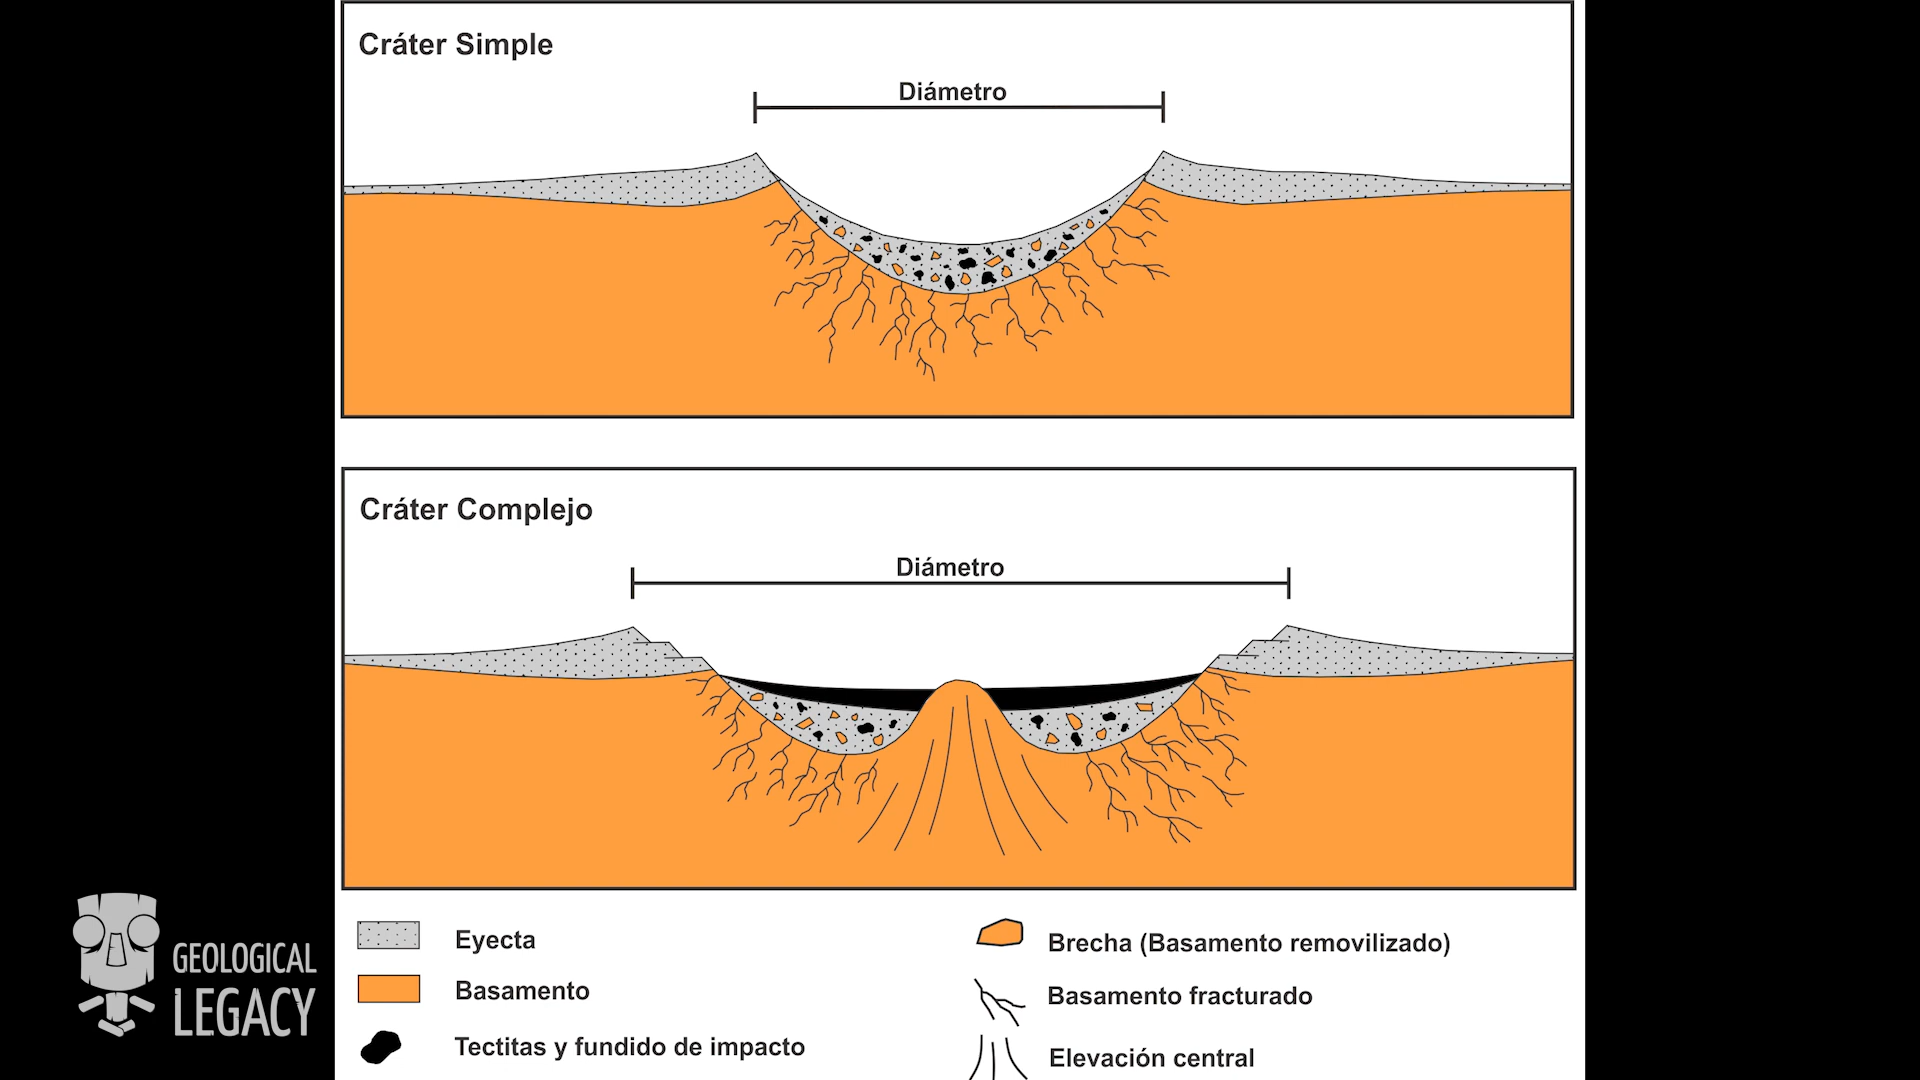 Cráter Simple
Diámetro
Cráter Complejo
Diámetro
Eyecta
Basamento
Tectitas y fundido de impacto
Brecha (Basamento removilizado)
Basamento fracturado
Elevación central
GEOLOGICAL
LEGACY